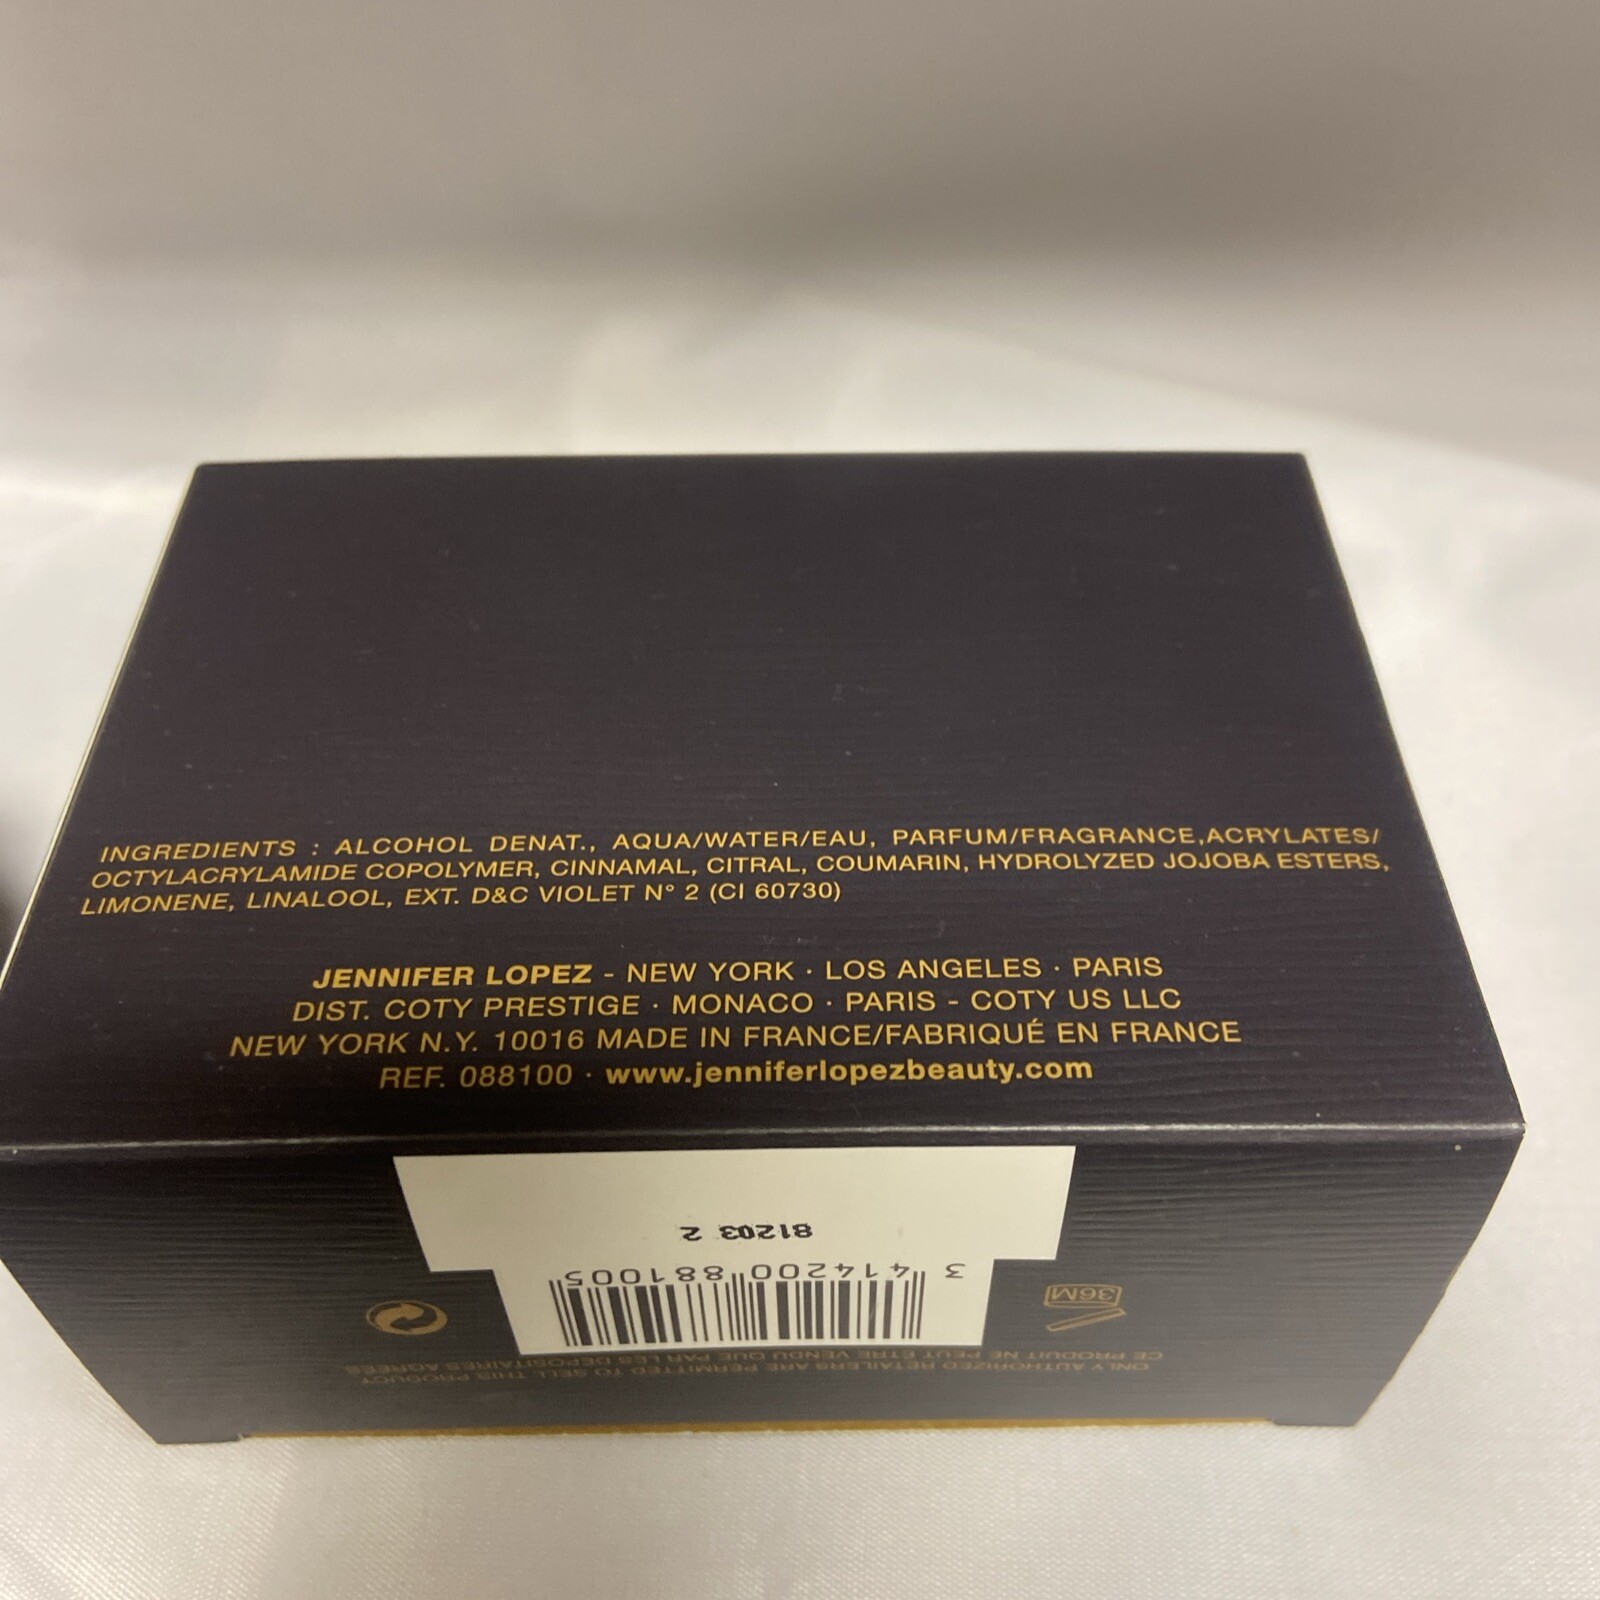 INGREDIENTS : ALCOHOL DENAT., AQUA/WATER/EAU, PARFUM/FRAGRANCE,ACRYLATES/
OCTYLACRYLAMIDE COPOLYMER, CINNAMAL, CITRAL, COUMARIN, HYDROLYZED JOJOBA ESTERS,
LIMONENE, LINALOOL, EXT. D&C VIOLET N° 2 (CI 60730)
JENNIFER LOPEZ - NEW YORK · LOS ANGELES · PARIS
DIST. COTY PRESTIGE · MONACO · PARIS - COTY US LLC
NEW YORK N.Y. 10016 MADE IN FRANCE/FABRIQUÉ EN FRANCE
REF. 088100 · www.jenniferlopezbeauty.com
ONLY AUTHORIZED RETAILERS ARE PERMITTED TO SELL THIS PRODUCT
CE PRODUIT NE PEUT ÊTRE VENDU QUE PAR LES DÉPOSITAIRES AGRÉÉS
36M
3 414200 881005
81203 2